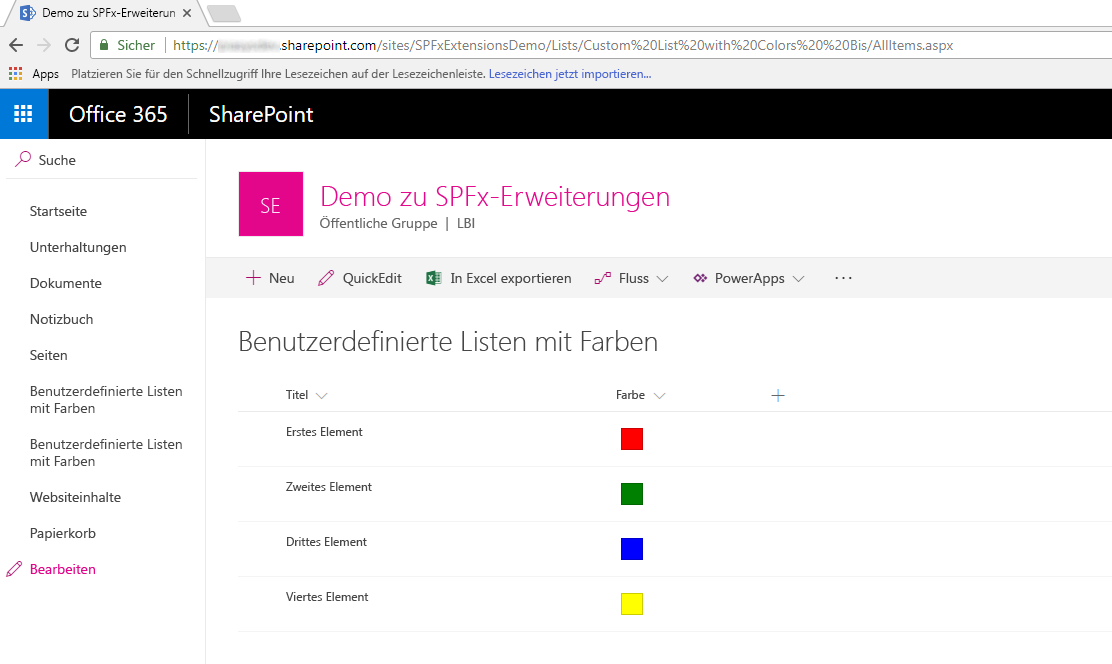 Demo zu SPFx-Erweiterun
Sicher
https://
.sharepoint.com/sites/SPFxExtensionsDemo/Lists/Custom%20List%20with%20Colors%20%20Bis/AllItems.aspx
Apps Platzieren Sie für den Schnellzugriff Ihre Lesezeichen auf der Lesezeichenleiste. Lesezeichen jetzt importieren...
Office 365 SharePoint
Suche
Startseite
Unterhaltungen
Dokumente
Notizbuch
Seiten
Benutzerdefinierte Listen
mit Farben
Benutzerdefinierte Listen
mit Farben
Websiteinhalte
Papierkorb
Bearbeiten
SE
Demo zu SPFx-Erweiterungen
Öffentliche Gruppe | LBI
Neu QuickEdit In Excel exportieren Fluss PowerApps ...
Benutzerdefinierte Listen mit Farben
Titel Farbe
Erstes Element
Zweites Element
Drittes Element
Viertes Element